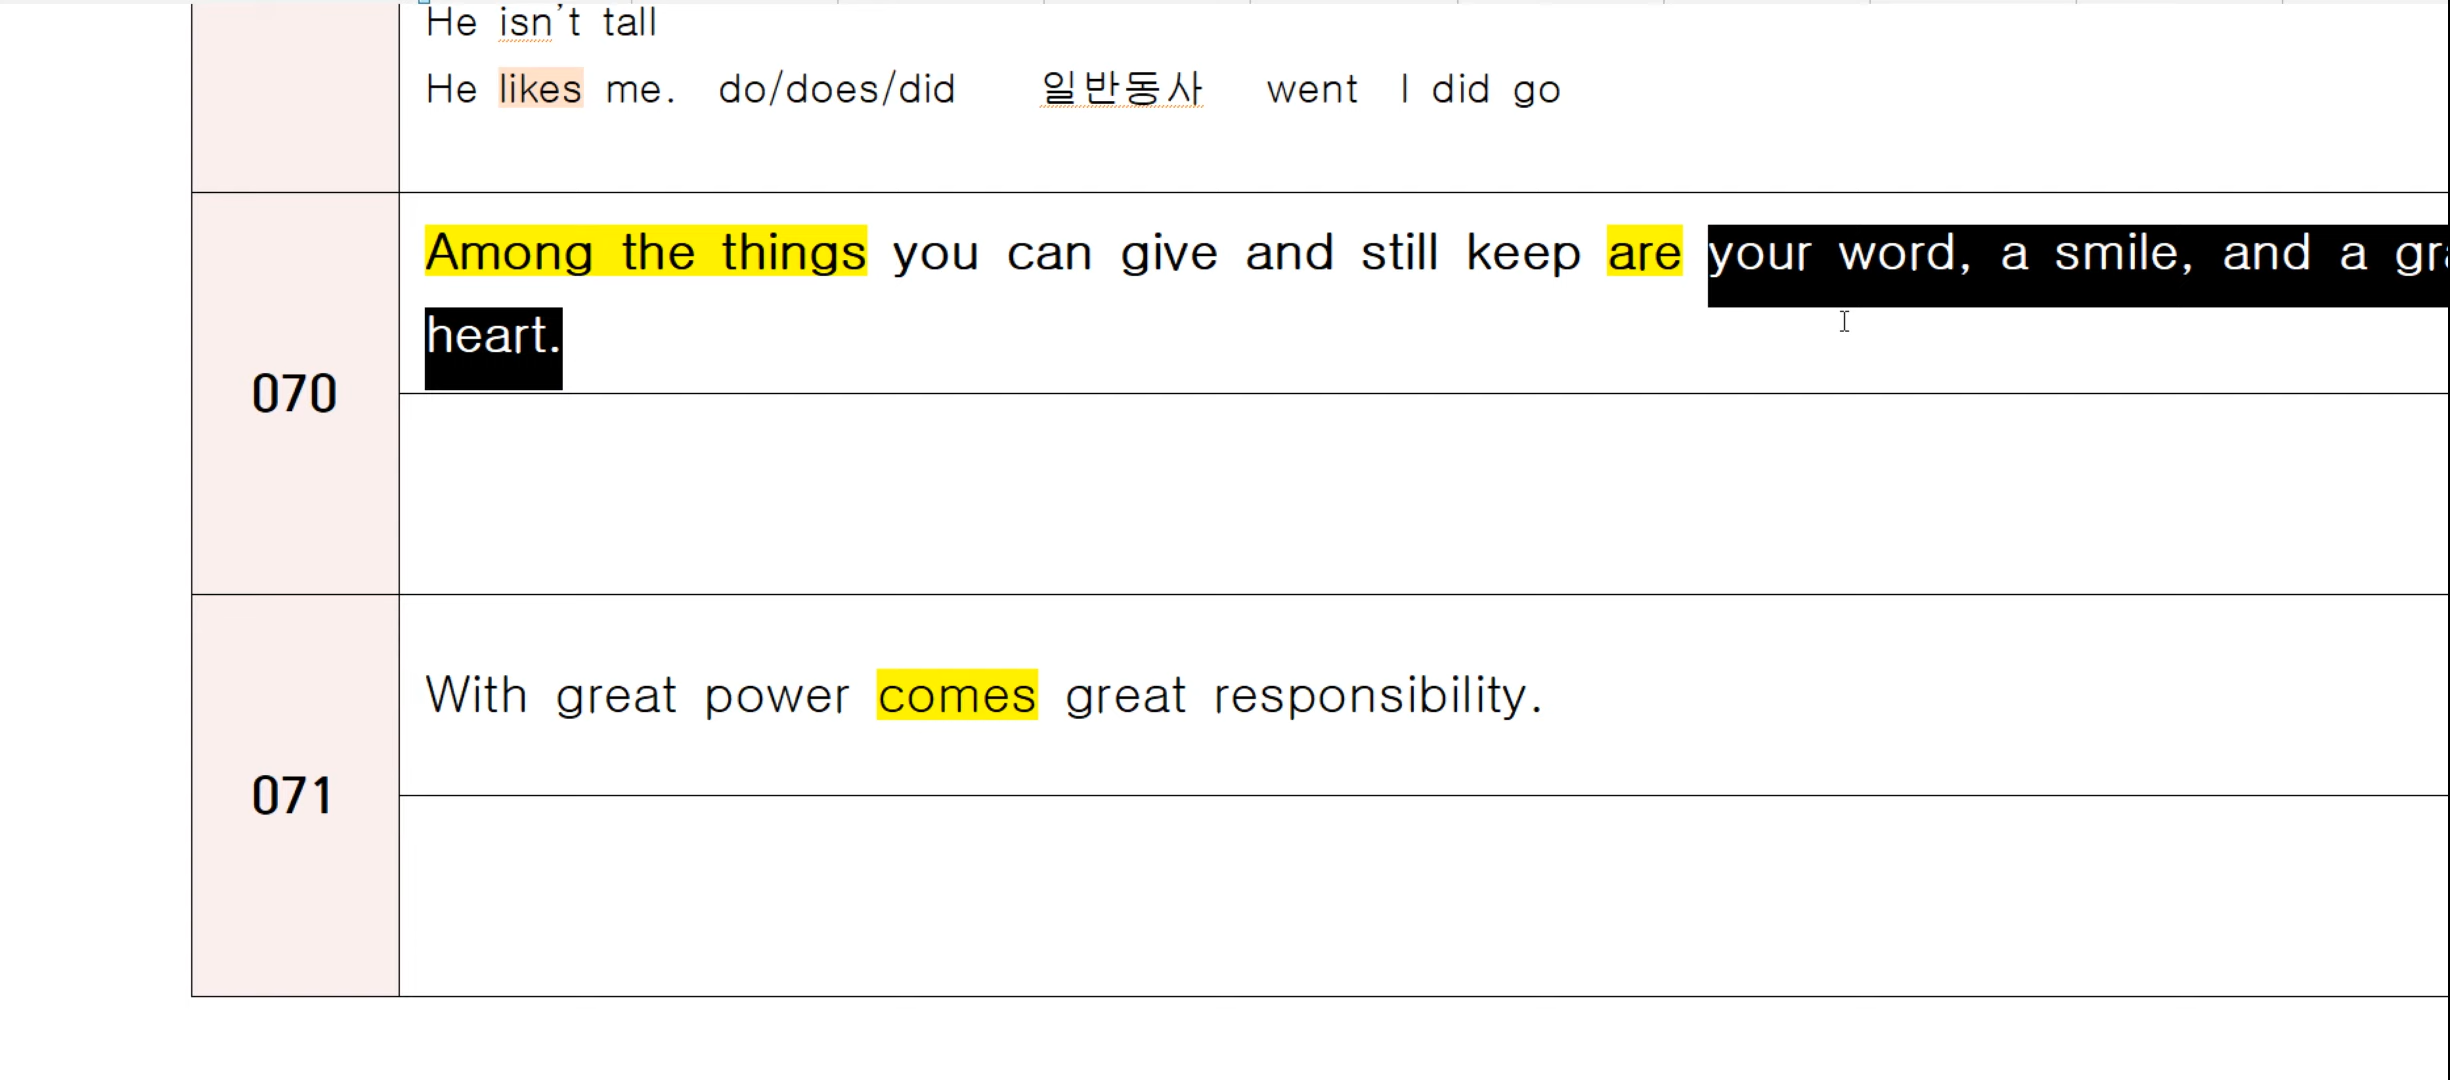 He isn't tall
He likes me. do/does/did 일반동사 went I did go
070
Among the things you can give and still keep are your word, a smile, and a
heart.
071
With great power comes great responsibility.